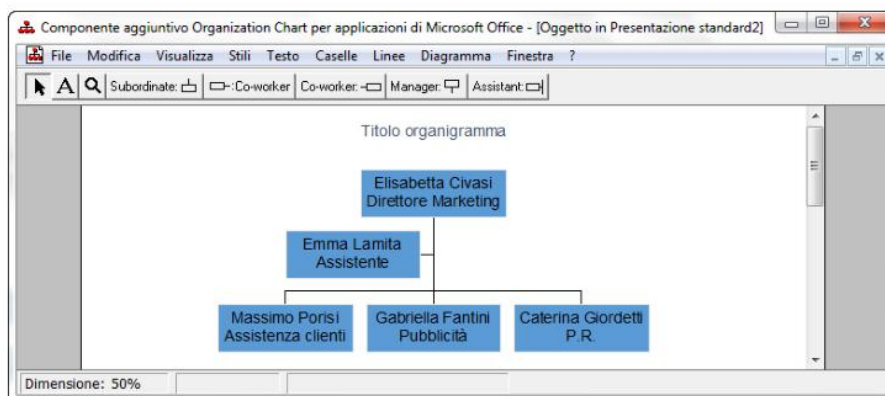 Componente aggiuntivo Organization Chart per applicazioni di Microsoft Office - [Oggetto in Presentazione standard2]
File Modifica Visualizza Stili Testo Caselle Linee Diagramma Finestra ?
A Subordinate: :Co-worker Co-worker: Manager: Assistant:
Titolo organigramma
Elisabetta Civasi
Direttore Marketing
Emma Lamita
Assistente
Massimo Porisi
Assistenza clienti
Gabriella Fantini
Pubblicità
Caterina Giordetti
P.R.
Dimensione: 50%